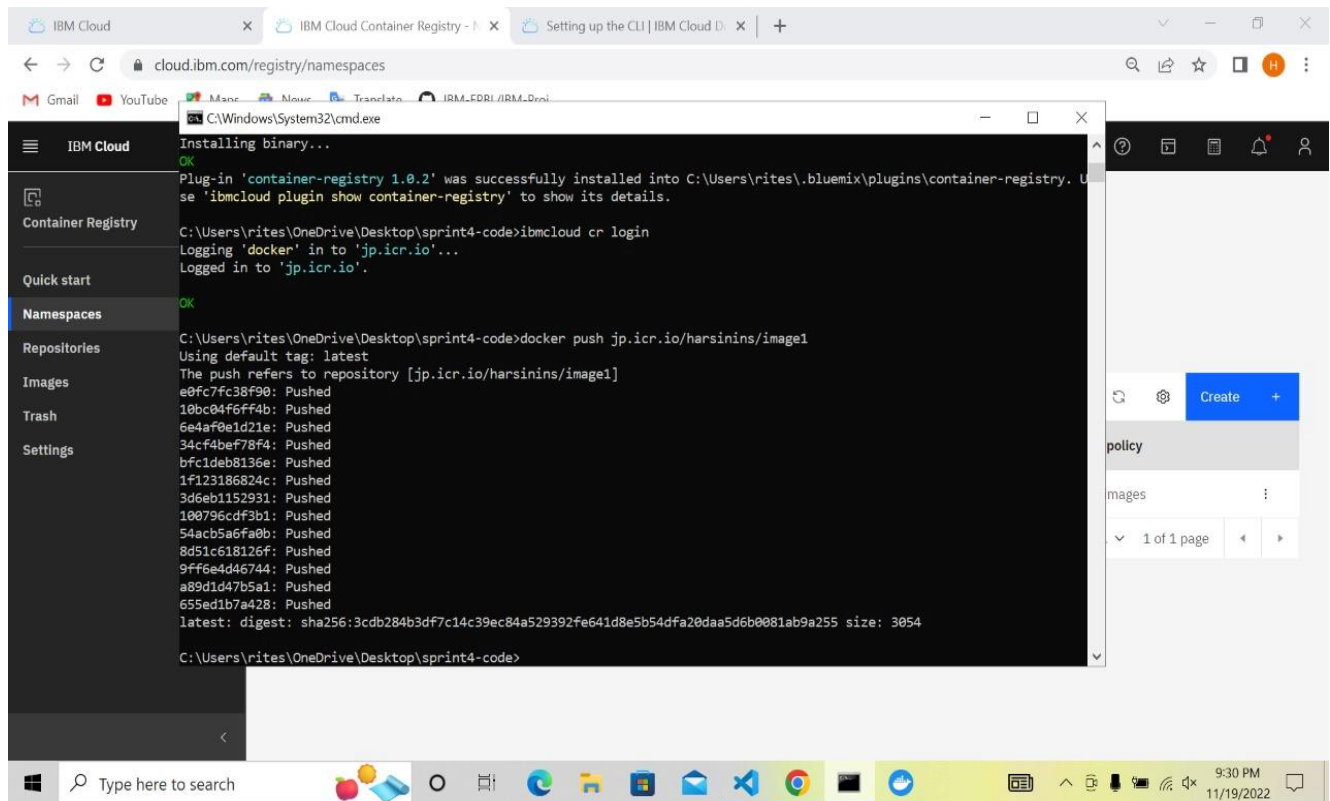 IBM Cloud
IBM Cloud Container Registry - N
Setting up the CLI | IBM Cloud D
cloud.ibm.com/registry/namespaces
H
Gmail
YouTube
Maps
News
Translate
IBM-EPBL/IBM-Proj
C:\Windows\System32\cmd.exe
IBM Cloud
Container Registry
Quick start
Namespaces
Repositories
Images
Trash
Settings
Installing binary...
OK
Plug-in 'container-registry 1.0.2' was successfully installed into C:\Users\rites\.bluemix\plugins\container-registry. U
se 'ibmcloud plugin show container-registry' to show its details.
C:\Users\rites\OneDrive\Desktop\sprint4-code>ibmcloud cr login
Logging 'docker' in to 'jp.icr.io'...
Logged in to 'jp.icr.io'.
OK
C:\Users\rites\OneDrive\Desktop\sprint4-code>docker push jp.icr.io/harsinins/image1
Using default tag: latest
The push refers to repository [jp.icr.io/harsinins/image1]
e0fc7fc38f90: Pushed
10bc04f6ff4b: Pushed
6e4af0e1d21e: Pushed
34cf4bef78f4: Pushed
bfc1deb8136e: Pushed
1f123186824c: Pushed
3d6eb1152931: Pushed
100796cdf3b1: Pushed
54acb5a6fa0b: Pushed
8d51c618126f: Pushed
9ff6e4d46744: Pushed
a89d1d47b5a1: Pushed
655ed1b7a428: Pushed
latest: digest: sha256:3cdb284b3df7c14c39ec84a529392fe641d8e5b54dfa20daa5d6b0081ab9a255 size: 3054
C:\Users\rites\OneDrive\Desktop\sprint4-code>
Create +
policy
images
1 of 1 page
Type here to search
9:30 PM
11/19/2022